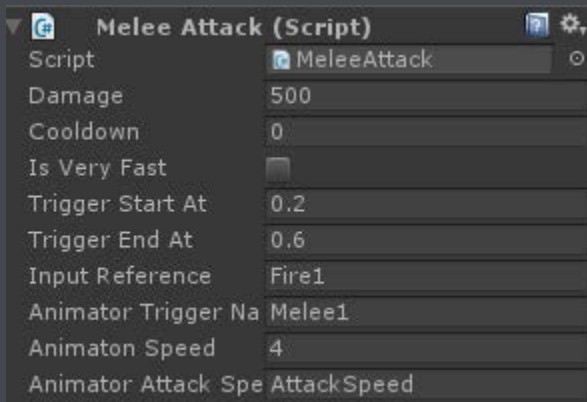 Melee Attack (Script)
Script MeleeAttack
Damage 500
Cooldown 0
Is Very Fast
Trigger Start At 0.2
Trigger End At 0.6
Input Reference Fire1
Animator Trigger Na Melee1
Animaton Speed 4
Animator Attack Spe AttackSpeed